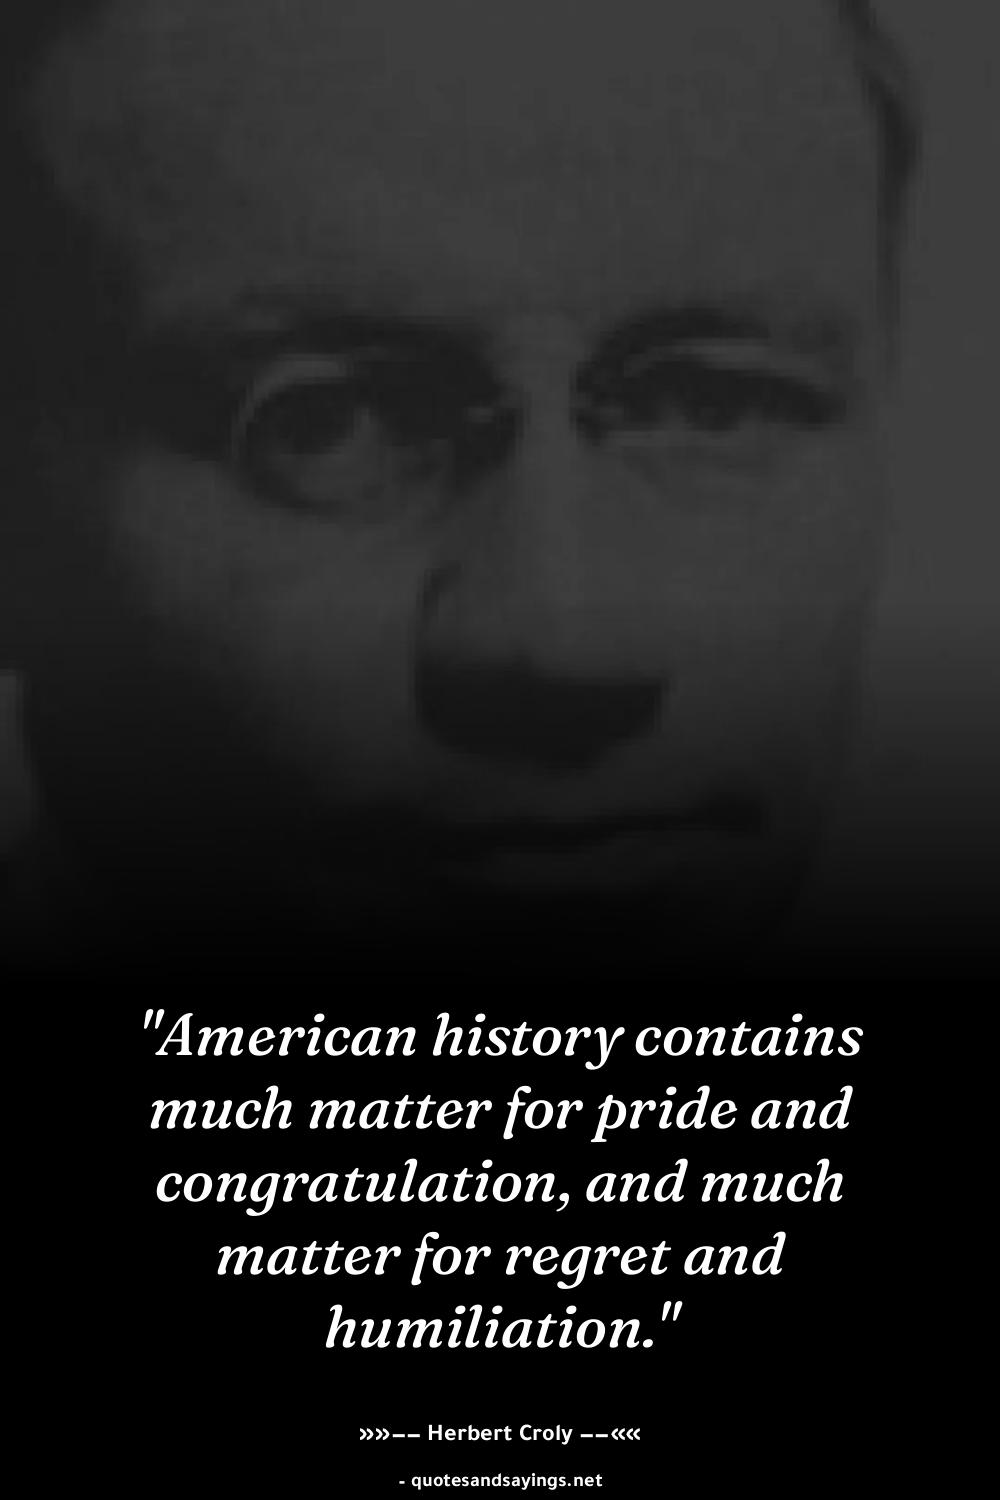 "American history contains
much matter for pride and
congratulation, and much
matter for regret and
humiliation."
»»–– Herbert Croly ––««
- quotesandsayings.net